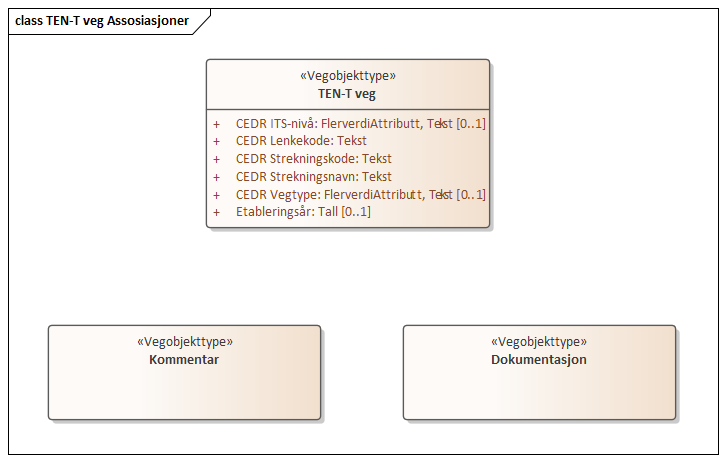 class TEN-T veg Assosiasjoner
«Vegobjekttype»
TEN-T veg
+ CEDR ITS-nivå: FlerverdiAttributt, Tekst [0..1]
+ CEDR Lenkekode: Tekst
+ CEDR Strekningskode: Tekst
+ CEDR Strekningsnavn: Tekst
+ CEDR Vegtype: FlerverdiAttributt, Tekst [0..1]
+ Etableringsår: Tall [0..1]
«Vegobjekttype»
Kommentar
«Vegobjekttype»
Dokumentasjon